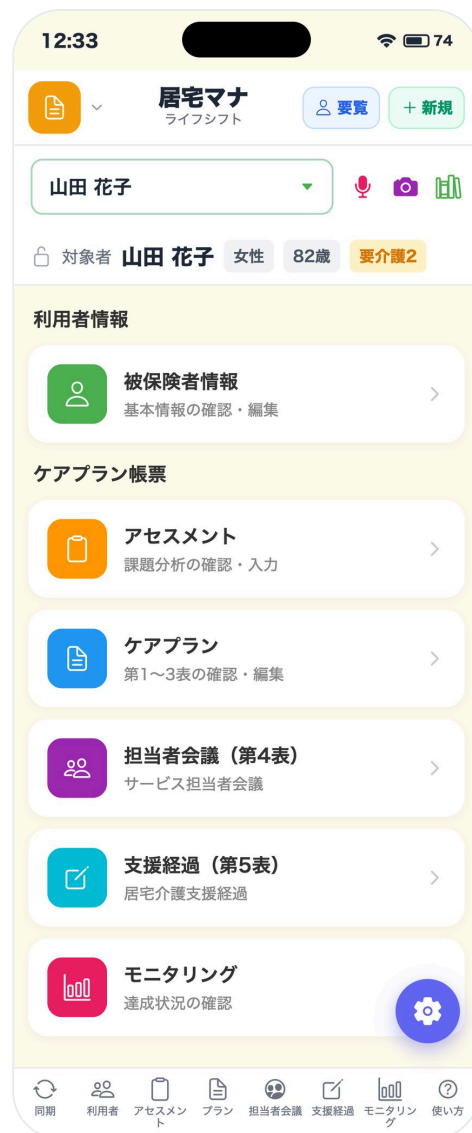 12:33
74
居宅マナ
ライフシフト
要覧
+ 新規
山田 花子
対象者 山田 花子 女性 82歳 要介護2
利用者情報
被保険者情報
基本情報の確認・編集
ケアプラン帳票
アセスメント
課題分析の確認・入力
ケアプラン
第1〜3表の確認・編集
担当者会議（第4表）
サービス担当者会議
支援経過（第5表）
居宅介護支援経過
モニタリング
達成状況の確認
同期
利用者
アセスメン
ト
プラン
担当者会議
支援経過
モニタリン
グ
使い方